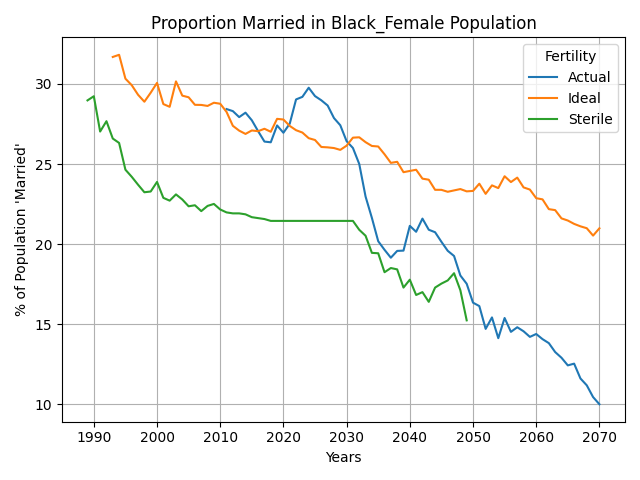 Proportion Married in Black_Female Population
Fertility
Actual
Ideal
Sterile
% of Population 'Married'
30
25
20
15
10
1990 2000 2010 2020 2030 2040 2050 2060 2070
Years